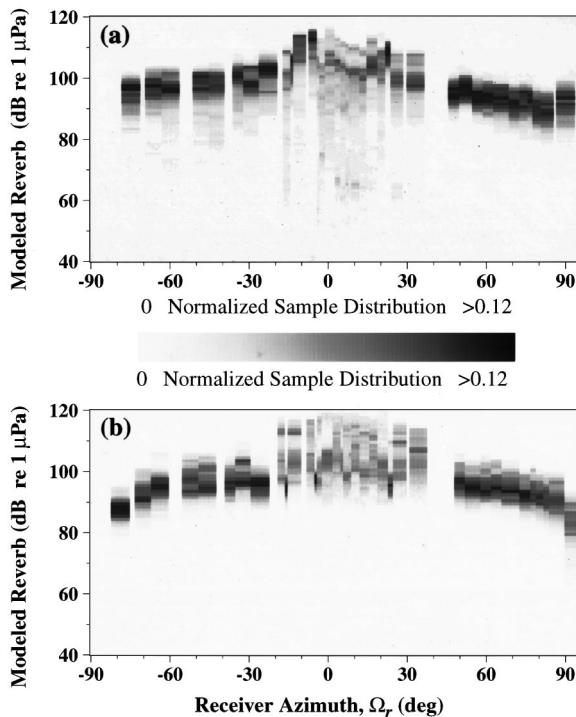 (a)
Modeled Reverb (dB re 1 μPa)
120
100
80
60
40
-90 -60 -30 0 30 60 90
0 Normalized Sample Distribution >0.12
0 Normalized Sample Distribution >0.12
(b)
Modeled Reverb (dB re 1 μPa)
120
100
80
60
40
-90 -60 -30 0 30 60 90
Receiver Azimuth, Ωr (deg)